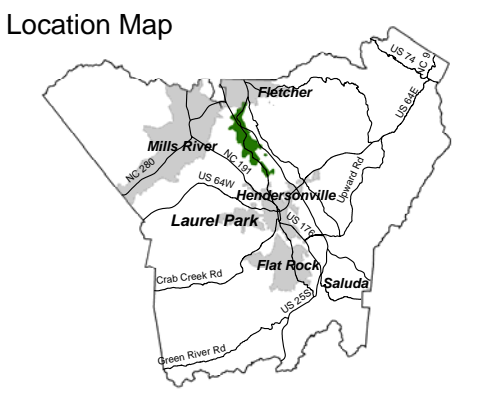 Location Map
US 74
NC 9
US 64E
Fletcher
Mills River
NC 280
NC 191
US 64W
Upward Rd
Hendersonville
Laurel Park
US 176
Flat Rock
Crab Creek Rd
Saluda
US 25S
Green River Rd